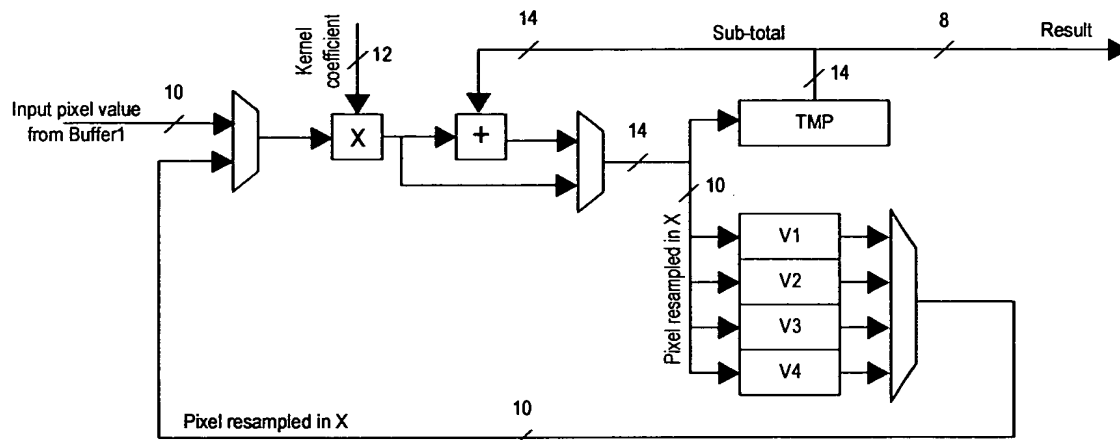 14
Sub-total
8
Result
Kernel
coefficient
12
14
10
Input pixel value
from Buffer1
X
+
14
TMP
10
Pixel resampled in X
V1
V2
V3
V4
10
Pixel resampled in X